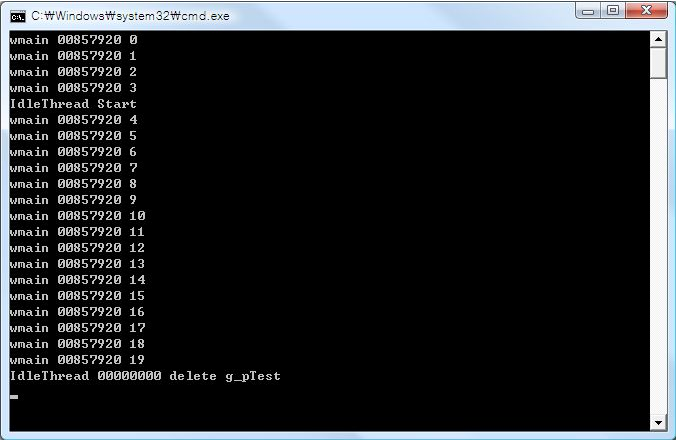 C:₩Windows₩system32₩cmd.exe
wmain 00857920 0
wmain 00857920 1
wmain 00857920 2
wmain 00857920 3
IdleThread Start
wmain 00857920 4
wmain 00857920 5
wmain 00857920 6
wmain 00857920 7
wmain 00857920 8
wmain 00857920 9
wmain 00857920 10
wmain 00857920 11
wmain 00857920 12
wmain 00857920 13
wmain 00857920 14
wmain 00857920 15
wmain 00857920 16
wmain 00857920 17
wmain 00857920 18
wmain 00857920 19
IdleThread 00000000 delete g_pTest